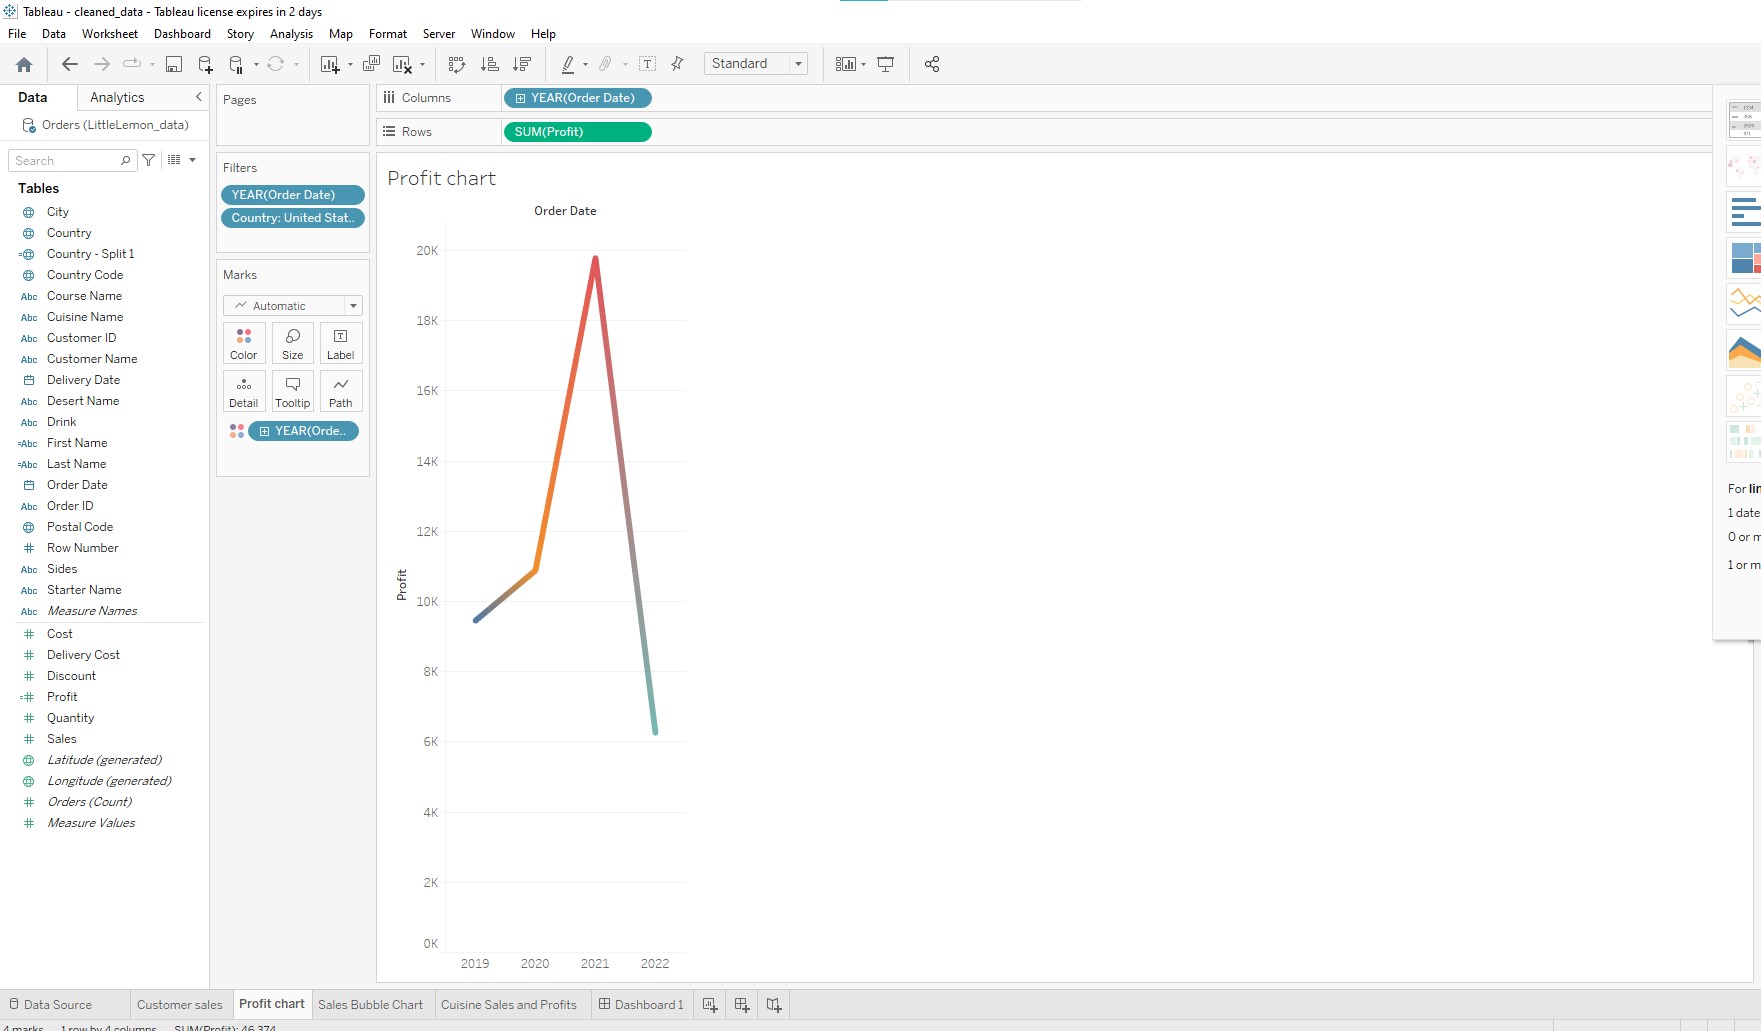 Tableau - cleaned_data - Tableau license expires in 2 days
File Data Worksheet Dashboard Story Analysis Map Format Server Window Help
Standard
Data Analytics
Orders (LittleLemon_data)
Search
Tables
City
Country
Country - Split 1
Country Code
Course Name
Cuisine Name
Customer ID
Customer Name
Delivery Date
Desert Name
Drink
First Name
Last Name
Order Date
Order ID
Postal Code
Row Number
Sides
Starter Name
Measure Names
Cost
Delivery Cost
Discount
Profit
Quantity
Sales
Latitude (generated)
Longitude (generated)
Orders (Count)
Measure Values
Pages
Filters
YEAR(Order Date)
Country: United Stat..
Marks
Automatic
Color Size Label
Detail Tooltip Path
YEAR(Orde..
Columns YEAR(Order Date)
Rows SUM(Profit)
Profit chart
Order Date
20K
18K
16K
14K
12K
10K
8K
6K
4K
2K
0K
Profit
2019 2020 2021 2022
For lin
1 date
0 or m
1 or m
Data Source Customer sales Profit chart Sales Bubble Chart Cuisine Sales and Profits Dashboard 1
4 marks 1 row by 4 columns SUM(Profit): 46,374